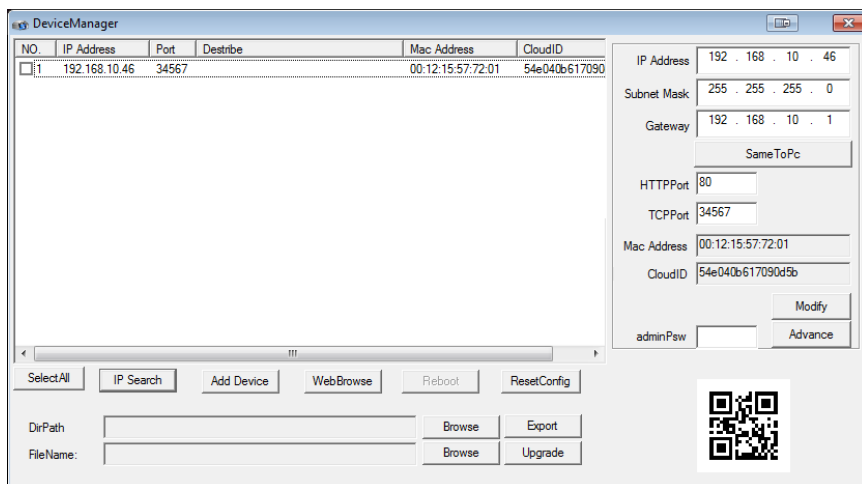 DeviceManager
NO. IP Address Port Destribe Mac Address CloudID
1 192.168.10.46 34567 00:12:15:57:72:01 54e040b617090
IP Address 192 . 168 . 10 . 46
Subnet Mask 255 . 255 . 255 . 0
Gateway 192 . 168 . 10 . 1
SameToPc
HTTPPort 80
TCPPort 34567
Mac Address 00:12:15:57:72:01
CloudID 54e040b617090d5b
Modify
adminPsw Advance
SelectAll IP Search Add Device WebBrowse Reboot ResetConfig
DirPath Browse Export
FileName: Browse Upgrade